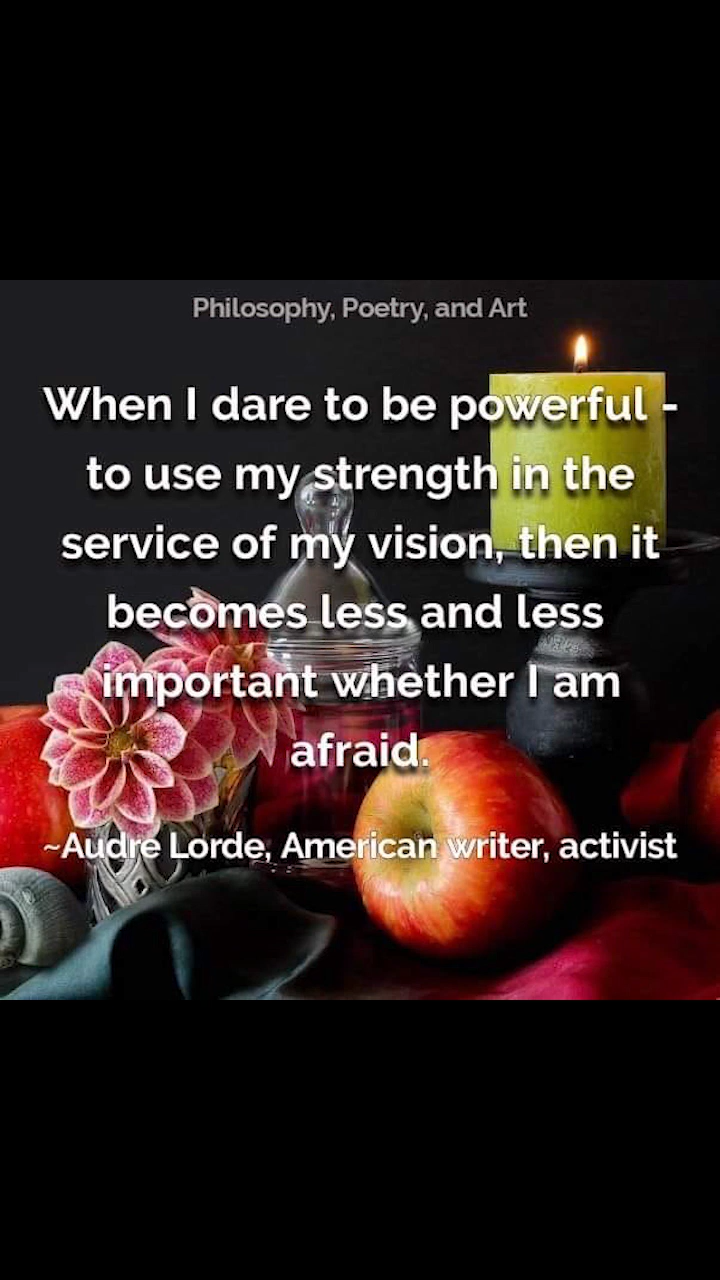 Philosophy, Poetry, and Art
When I dare to be powerful -
to use my strength in the
service of my vision, then it
becomes less and less
important whether I am
afraid.
~Audre Lorde, American writer, activist